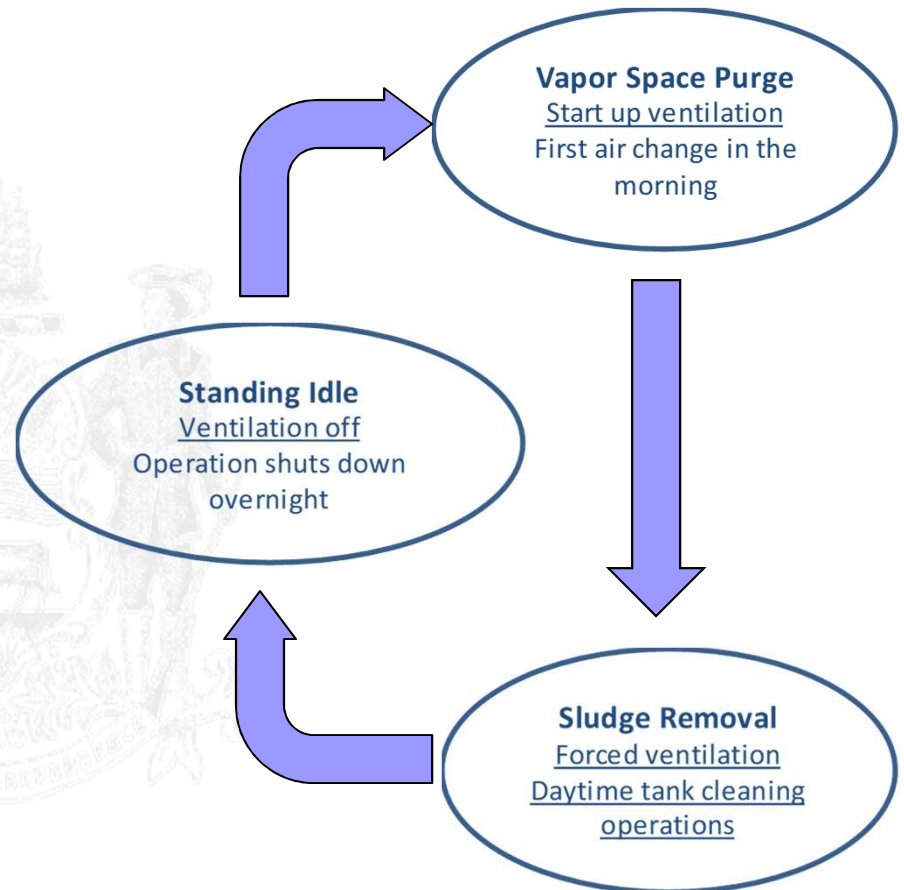 Vapor Space Purge
Start up ventilation
First air change in the
morning
Standing Idle
Ventilation off
Operation shuts down
overnight
Sludge Removal
Forced ventilation
Daytime tank cleaning
operations